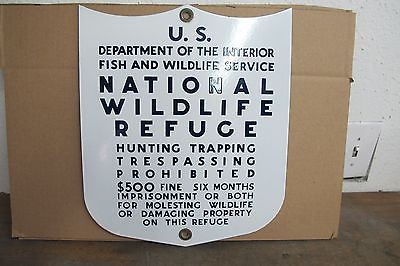 U. S.
DEPARTMENT OF THE INTERIOR
FISH AND WILDLIFE SERVICE
NATIONAL
WILDLIFE
REFUGE
HUNTING TRAPPING
TRESPASSING
PROHIBITED
$500 FINE SIX MONTHS
IMPRISONMENT OR BOTH
FOR MOLESTING WILDLIFE
OR DAMAGING PROPERTY
ON THIS REFUGE